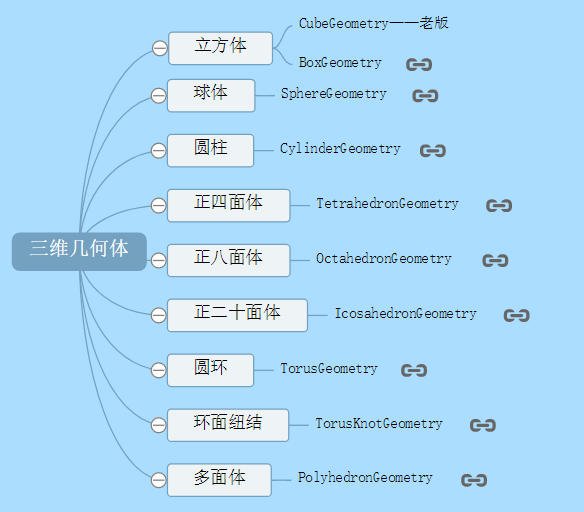 三维几何体
立方体
CubeGeometry——老版
BoxGeometry
球体
SphereGeometry
圆柱
CylinderGeometry
正四面体
TetrahedronGeometry
正八面体
OctahedronGeometry
正二十面体
IcosahedronGeometry
圆环
TorusGeometry
环面纽结
TorusKnotGeometry
多面体
PolyhedronGeometry